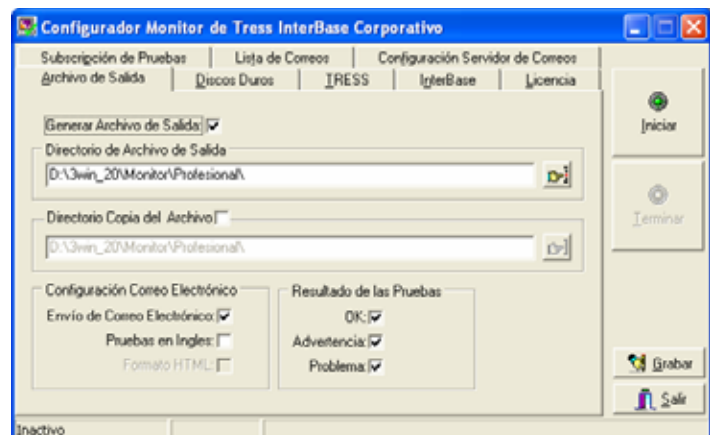 Configurador Monitor de Tress InterBase Corporativo
Subscripción de Pruebas
Lista de Correos
Configuración Servidor de Correos
Archivo de Salida
Discos Duros
TRESS
InterBase
Licencia
Generar Archivo de Salida:
Directorio de Archivo de Salida
D:\3win_20\Monitor\Profesional\
Directorio Copia del Archivo
D:\3win_20\Monitor\Profesional\
Configuración Correo Electrónico
Envío de Correo Electrónico:
Pruebas en Ingles:
Formato HTML:
Resultado de las Pruebas
OK:
Advertencia:
Problema:
Iniciar
Terminar
Grabar
Salir
Inactivo